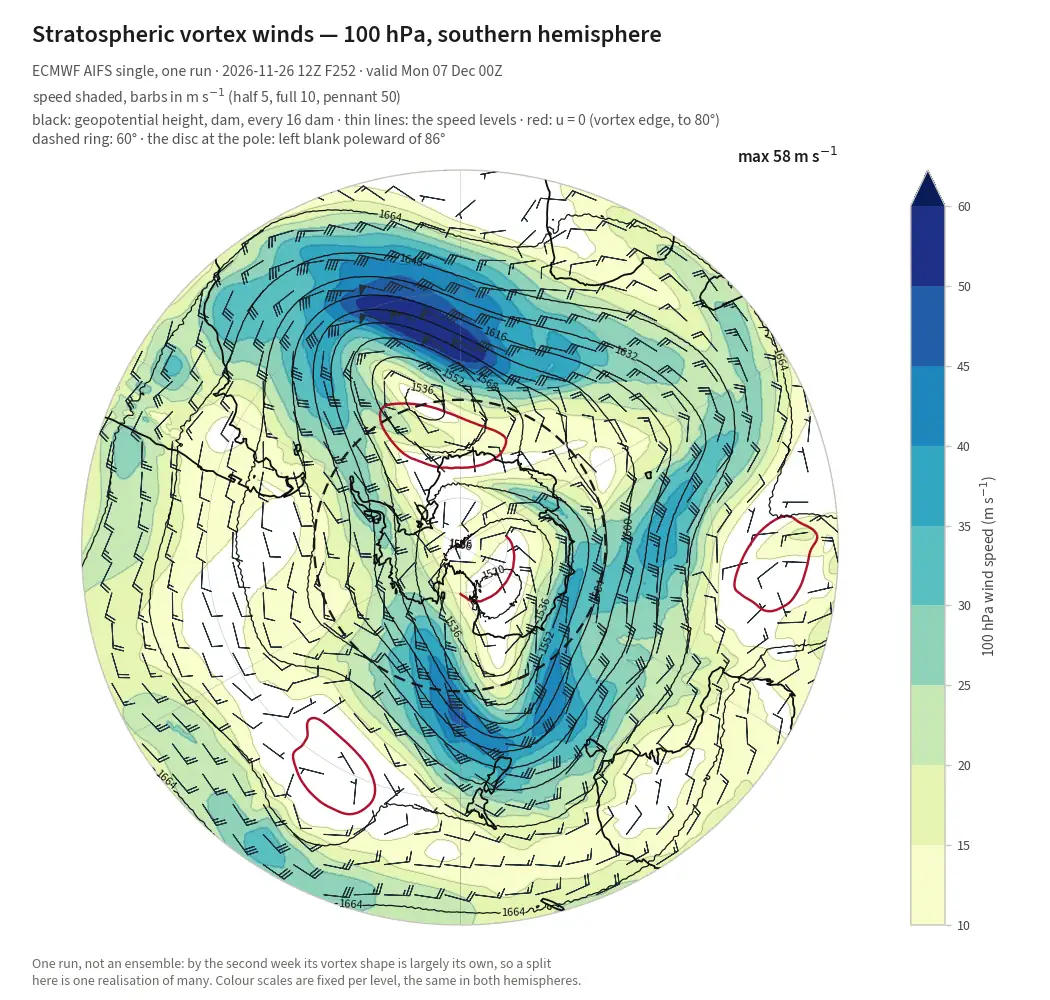 Stratospheric vortex winds — 100 hPa, southern hemisphere
ECMWF AIFS single, one run · 2026-11-26 12Z F252 · valid Mon 07 Dec 00Z
speed shaded, barbs in m s⁻¹ (half 5, full 10, pennant 50)
black: geopotential height, dam, every 16 dam · thin lines: the speed levels · red: u = 0 (vortex edge, to 80°)
dashed ring: 60° · the disc at the pole: left blank poleward of 86°
max 58 m s⁻¹
1664
1648
60
50
45
40
35
30
25
20
15
10
100 hPa wind speed (m s⁻¹)
1616
1632
1664
1552
1568
1536
1600
1520
1536
1536
1552
1664
1664
1664
One run, not an ensemble: by the second week its vortex shape is largely its own, so a split
here is one realisation of many. Colour scales are fixed per level, the same in both hemispheres.